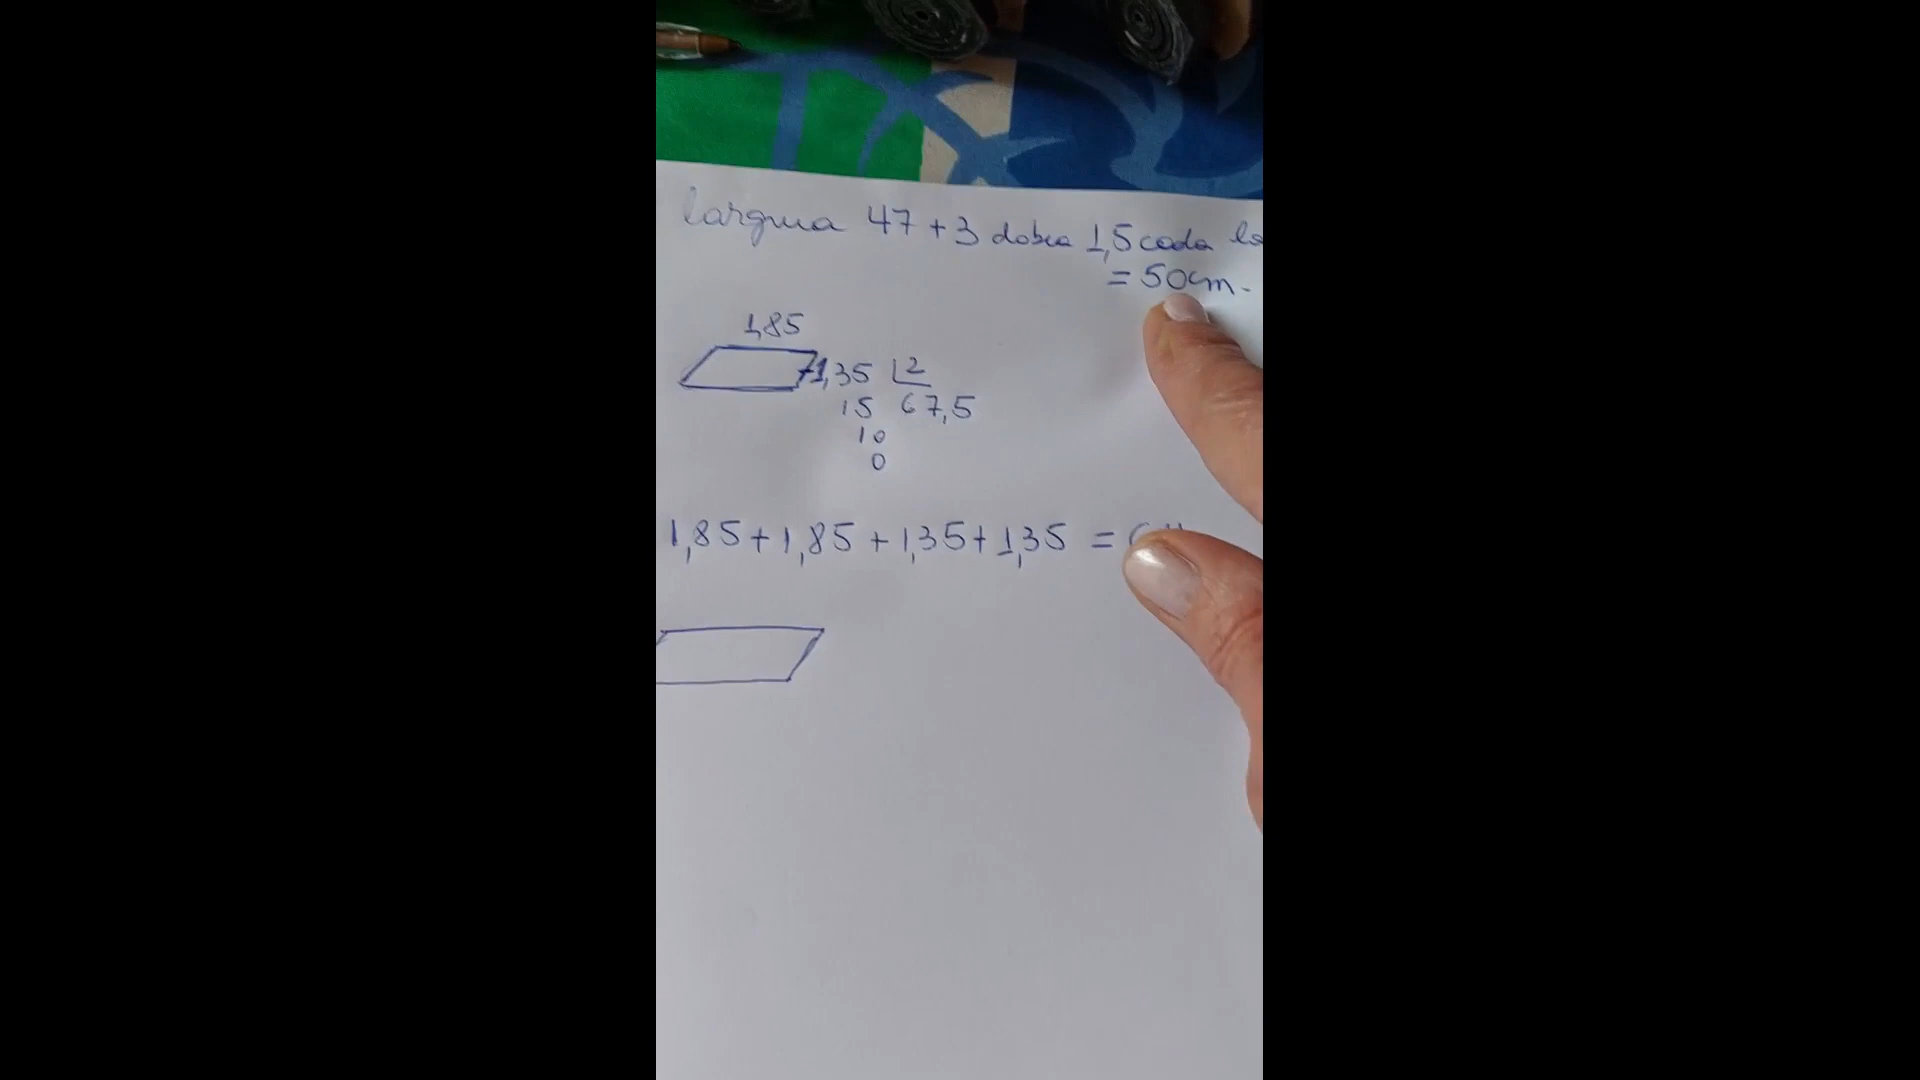 largura 47 + 3 dobra 1,5 cada
= 50cm.
1,85
1,35 2
15 67,5
10
0
1,85 + 1,85 + 1,35 + 1,35 =